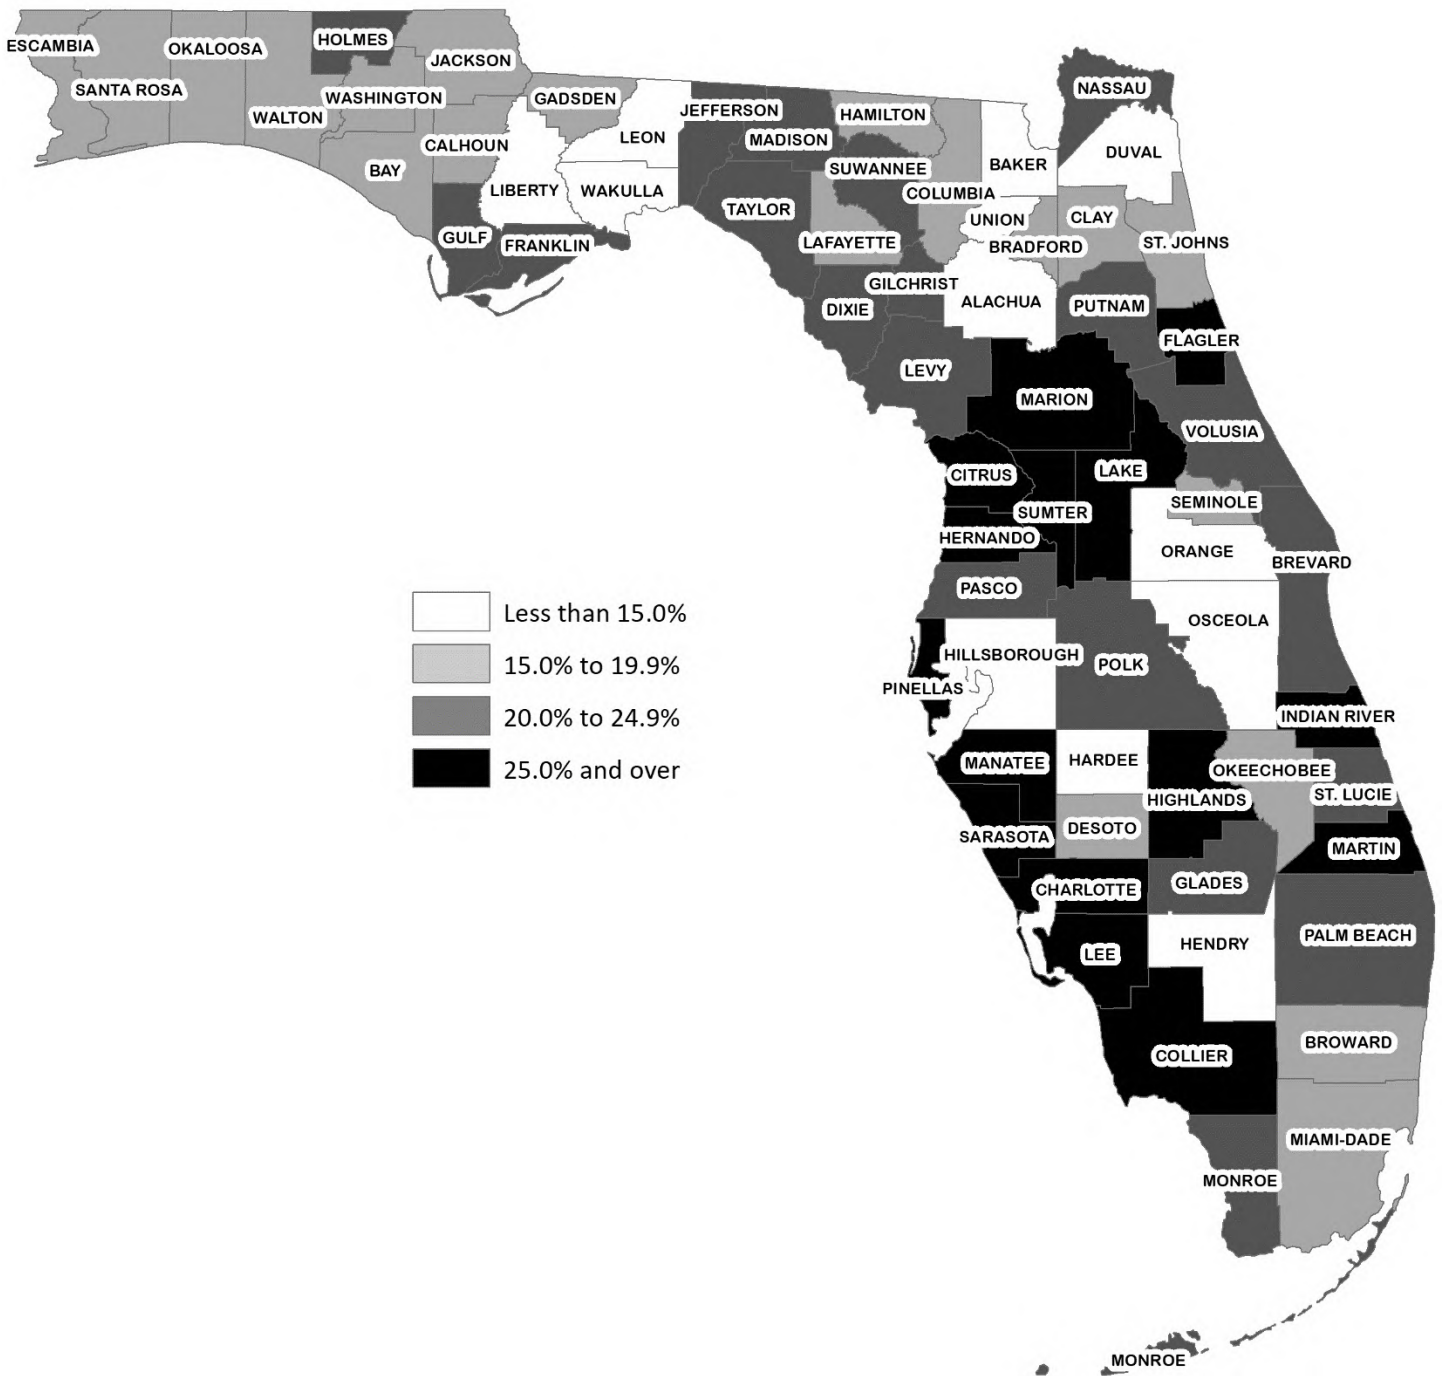 ESCAMBIA
OKALOOSA
HOLMES
JACKSON
SANTA ROSA
WALTON
WASHINGTON
GADSDEN
CALHOUN
BAY
LEON
LIBERTY
WAKULLA
GULF
FRANKLIN
JEFFERSON
MADISON
HAMILTON
SUWANNEE
COLUMBIA
TAYLOR
LAFAYETTE
BAKER
NASSAU
DUVAL
UNION
BRADFORD
CLAY
ST. JOHNS
GILCHRIST
DIXIE
ALACHUA
PUTNAM
FLAGLER
LEVY
MARION
VOLUSIA
CITRUS
LAKE
SUMTER
SEMINOLE
HERNANDO
ORANGE
BREVARD
PASCO
OSCEOLA
HILLSBOROUGH
POLK
PINELLAS
INDIAN RIVER
MANATEE
HARDEE
OKEECHOBEE
HIGHLANDS
ST. LUCIE
SARASOTA
DESOTO
MARTIN
CHARLOTTE
GLADES
LEE
HENDRY
PALM BEACH
COLLIER
BROWARD
MIAMI-DADE
MONROE
MONROE
Less than 15.0%
15.0% to 19.9%
20.0% to 24.9%
25.0% and over